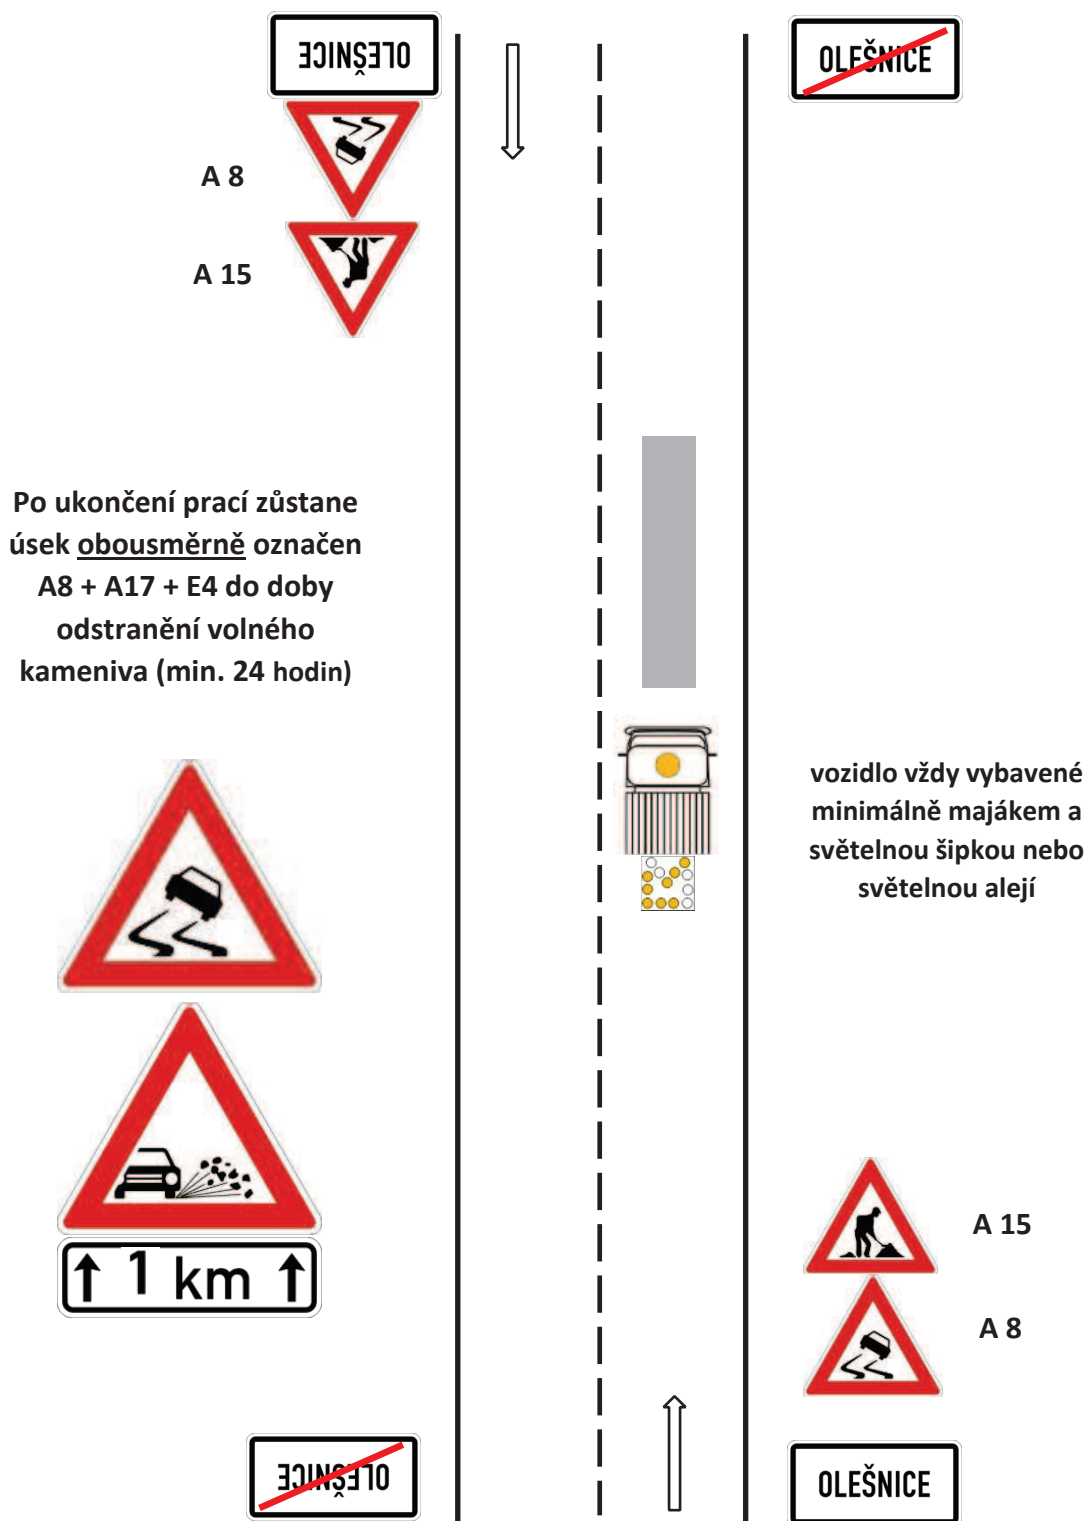 OLEŠNICE
OLEŠNICE
A 8
A 15
Po ukončení prací zůstane
úsek obousměrně označen
A8 + A17 + E4 do doby
odstranění volného
kameniva (min. 24 hodin)
vozidlo vždy vybavené
minimálně majákem a
světelnou šipkou nebo
světelnou alejí
1 km
A 15
A 8
OLEŠNICE
OLEŠNICE